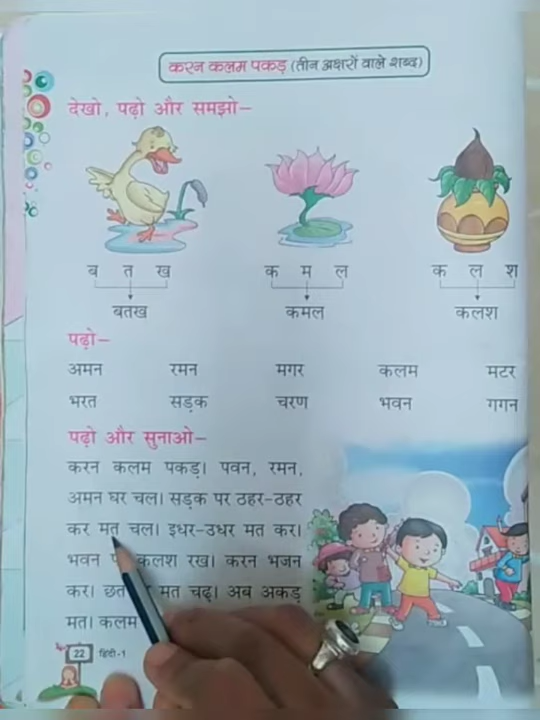 करन कलम पकड़ (तीन अक्षरों वाले शब्द)
देखो, पढ़ो और समझो–
ब त ख
क म ल
क ल श
बतख
कमल
कलश
पढ़ो–
अमन रमन मगर कलम मटर
भरत सड़क चरण भवन गगन
पढ़ो और सुनाओ–
करन कलम पकड़। पवन, रमन,
अमन घर चल। सड़क पर ठहर-ठहर
कर मत चल। इधर-उधर मत कर।
भवन कलश रख। करन भजन
कर। छत मत चढ़। अब अकड़
मत। कलम
22 हिंदी-1